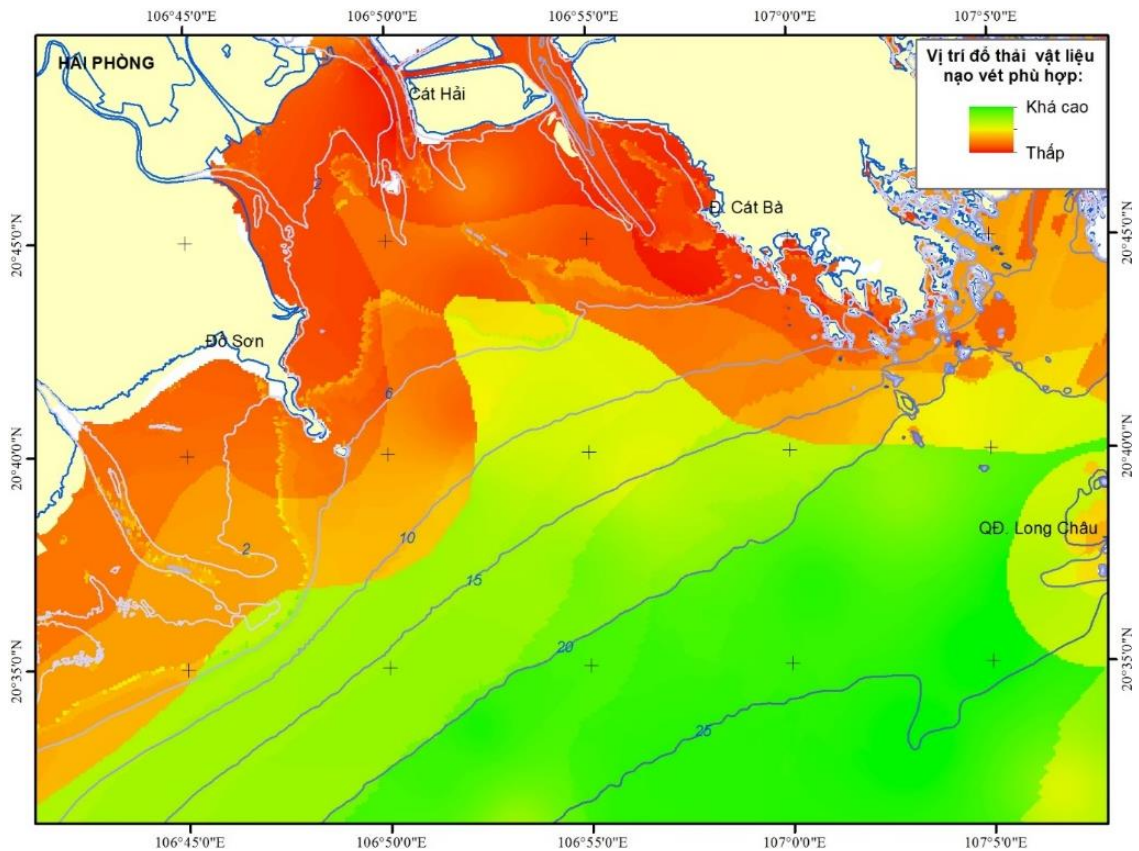 106°45'0"E 106°50'0"E 106°55'0"E 107°0'0"E 107°5'0"E
HẢI PHÒNG
Vị trí đổ thải vật liệu
nạo vét phù hợp:
Khá cao
Thấp
Cát Hải
2
Đ. Cát Bà
20°45'0"N
20°45'0"N
Đồ Sơn
6
20°40'0"N
20°40'0"N
QĐ. Long Châu
10
2
15
20
20°35'0"N
20°35'0"N
25
2
106°45'0"E 106°50'0"E 106°55'0"E 107°0'0"E 107°5'0"E